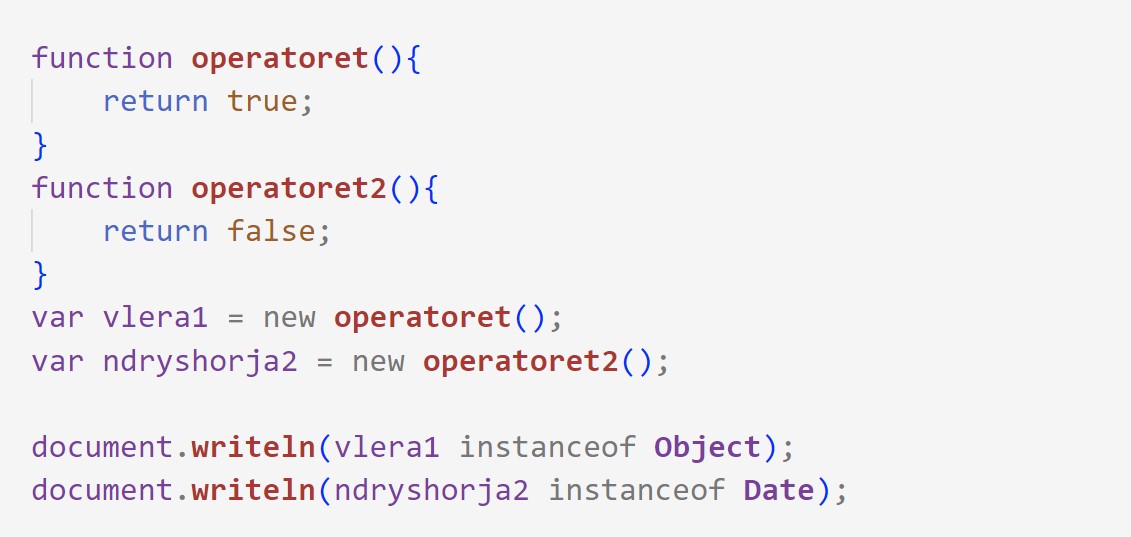 function operatoret(){
    return true;
}
function operatoret2(){
    return false;
}
var vlera1 = new operatoret();
var ndryshorja2 = new operatoret2();

document.writeln(vlera1 instanceof Object);
document.writeln(ndryshorja2 instanceof Date);